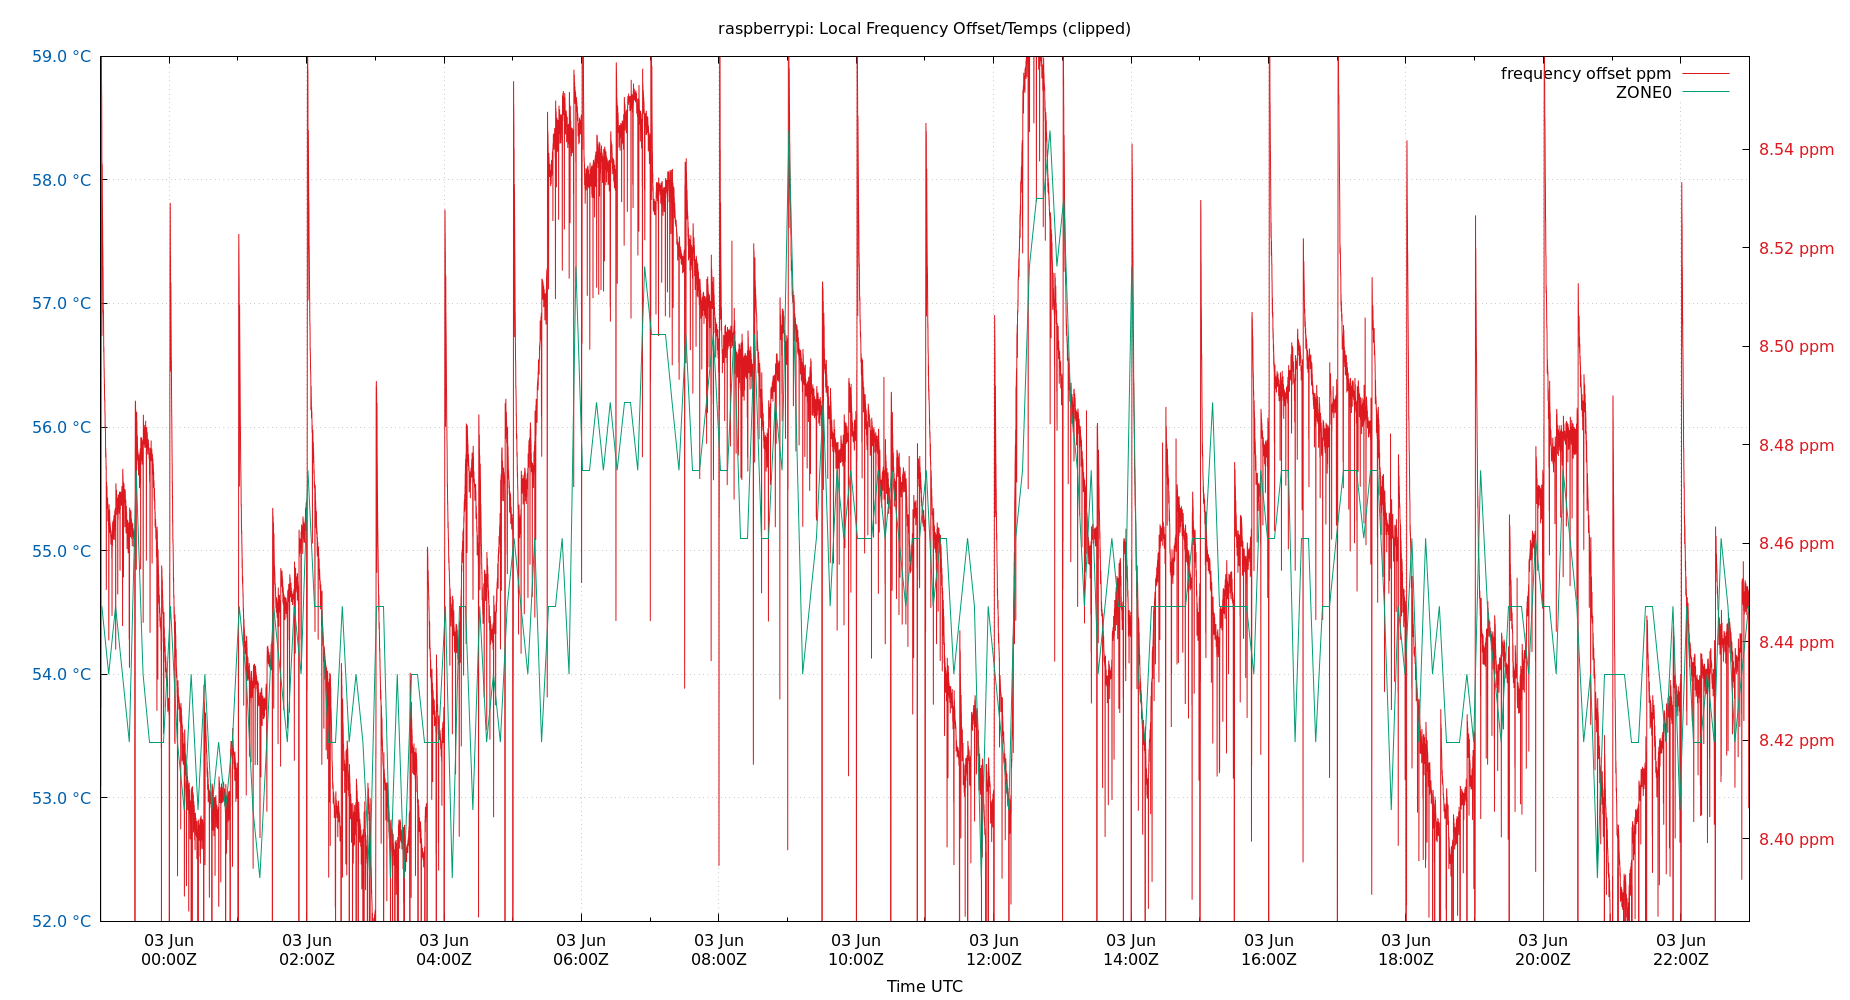 raspberrypi: Local Frequency Offset/Temps (clipped)
59.0 °C
58.0 °C
57.0 °C
56.0 °C
55.0 °C
54.0 °C
53.0 °C
52.0 °C
frequency offset ppm
ZONE0
8.54 ppm
8.52 ppm
8.50 ppm
8.48 ppm
8.46 ppm
8.44 ppm
8.42 ppm
8.40 ppm
03 Jun 03 Jun 03 Jun 03 Jun 03 Jun 03 Jun 03 Jun 03 Jun 03 Jun 03 Jun 03 Jun 03 Jun
00:00Z 02:00Z 04:00Z 06:00Z 08:00Z 10:00Z 12:00Z 14:00Z 16:00Z 18:00Z 20:00Z 22:00Z
Time UTC